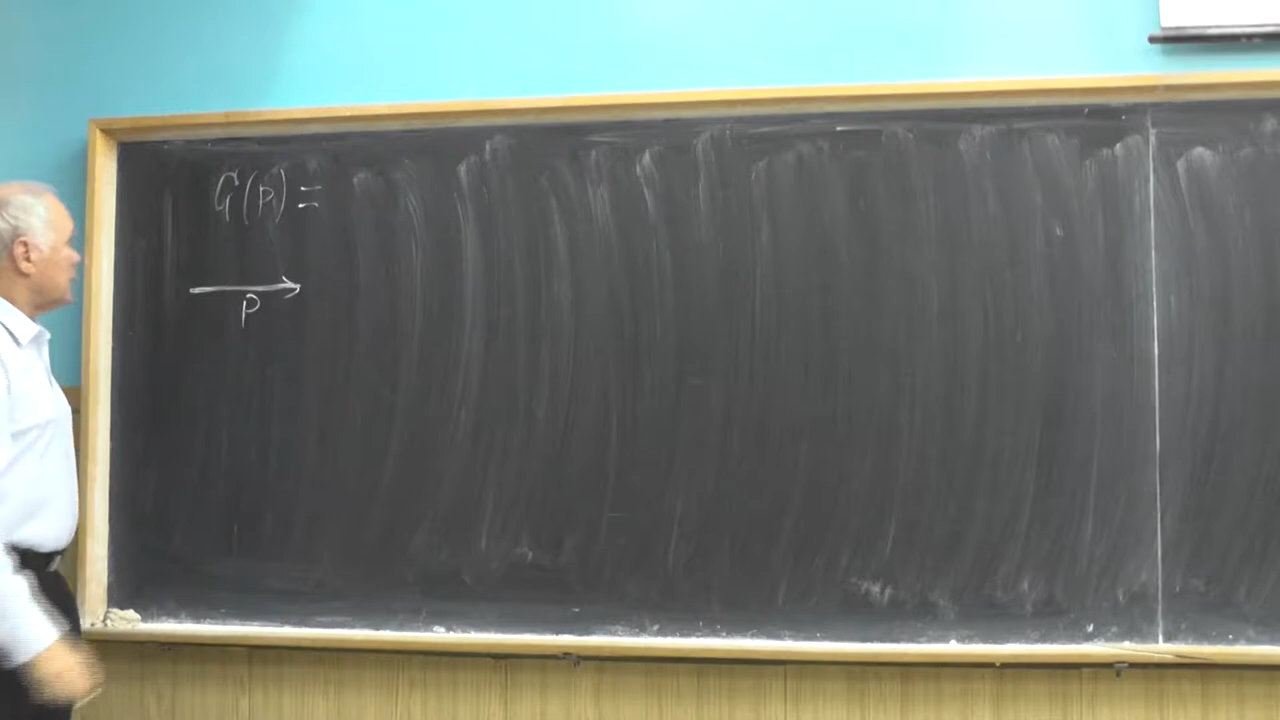 G(p) =
p